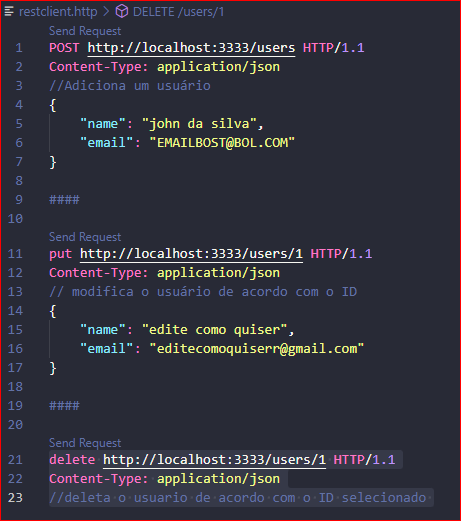 restclient.http > DELETE /users/1
Send Request
1 POST http://localhost:3333/users HTTP/1.1
2 Content-Type: application/json
3 //Adiciona um usuário
4 {
5 "name": "john da silva",
6 "email": "EMAILBOST@BOL.COM"
7 }
8
9 ####
10
Send Request
11 put http://localhost:3333/users/1 HTTP/1.1
12 Content-Type: application/json
13 // modifica o usuário de acordo com o ID
14 {
15 "name": "edite como quiser",
16 "email": "editecomoquiserr@gmail.com"
17 }
18
19 ####
20
Send Request
21 delete http://localhost:3333/users/1 HTTP/1.1
22 Content-Type: application/json
23 //deleta o usuario de acordo com o ID selecionado